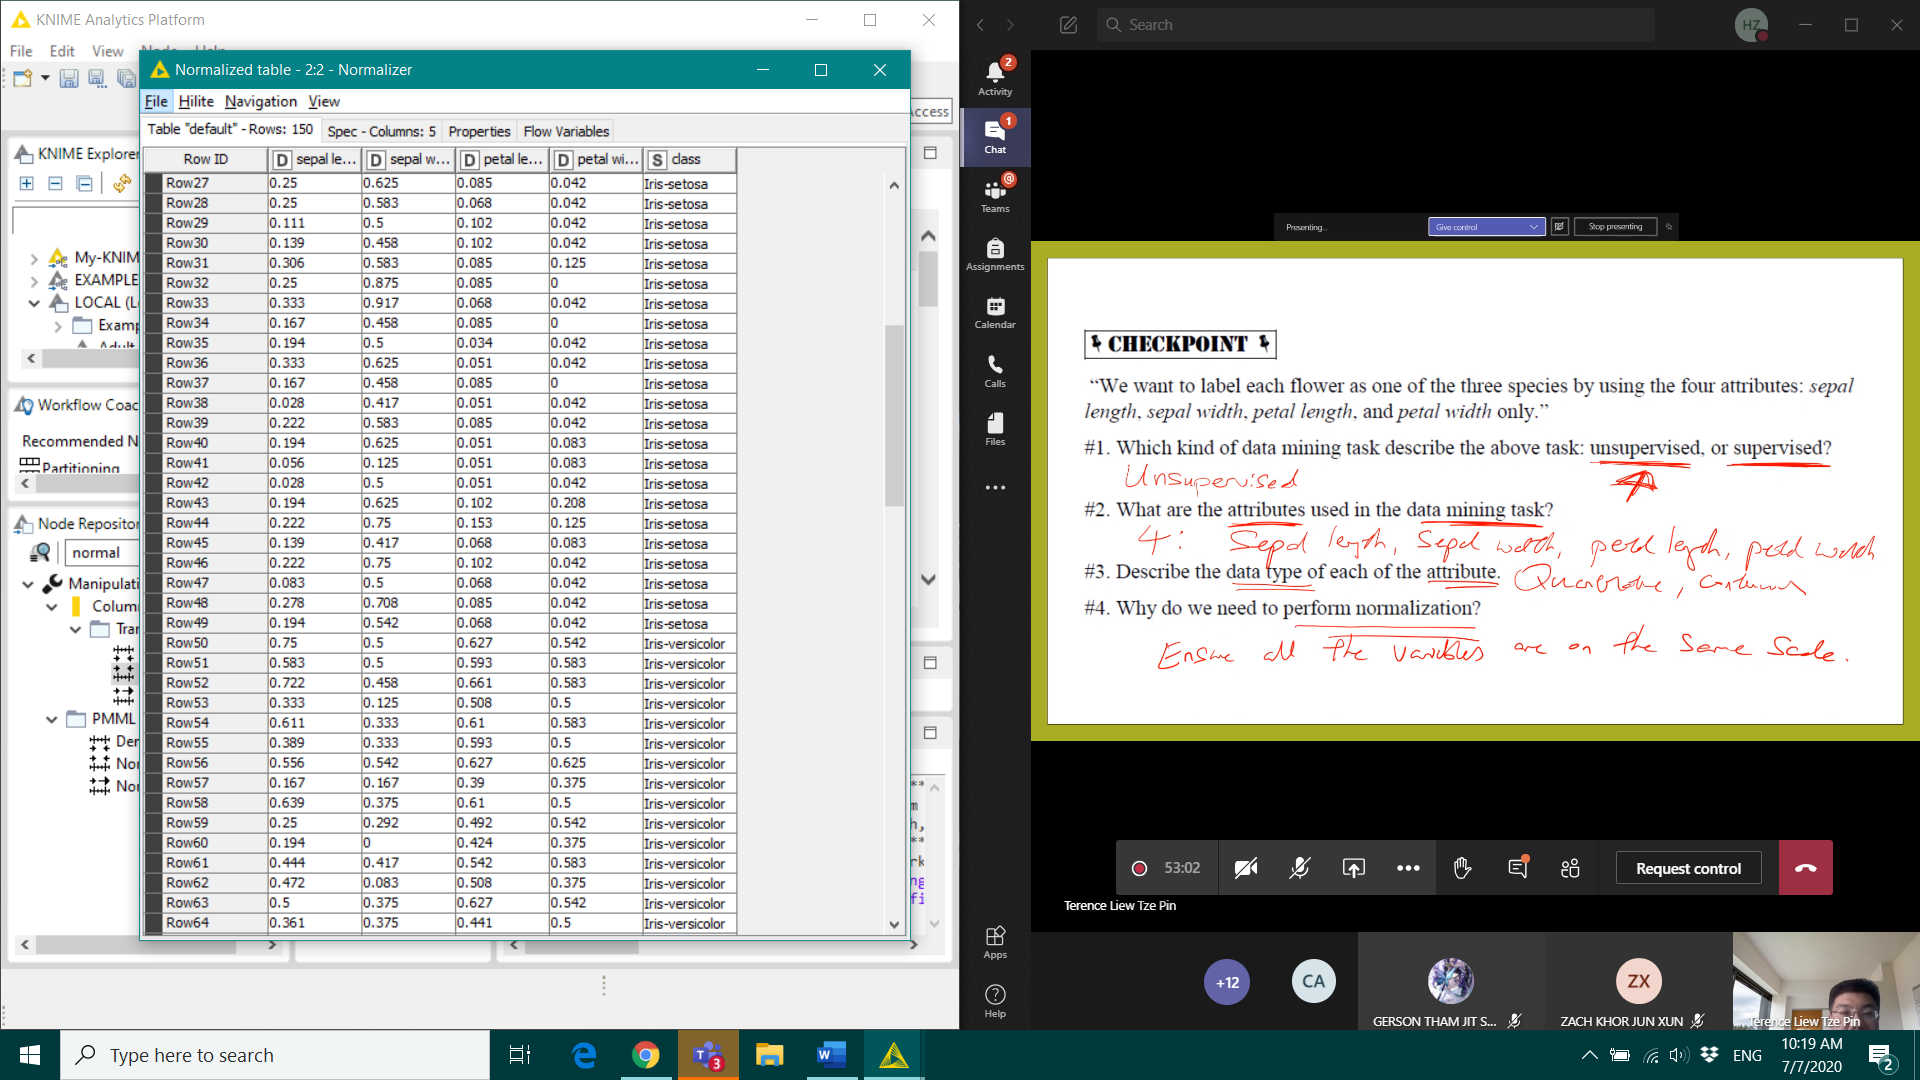 KNIME Analytics Platform
File Edit View Node Help
Normalized table - 2:2 - Normalizer
File Hilite Navigation View
Table "default" - Rows: 150 Spec - Columns: 5 Properties Flow Variables
Row ID D sepal le... D sepal w... D petal le... D petal wi... S class
Row27 0.25 0.625 0.085 0.042 Iris-setosa
Row28 0.25 0.583 0.068 0.042 Iris-setosa
Row29 0.111 0.5 0.102 0.042 Iris-setosa
Row30 0.139 0.458 0.102 0.042 Iris-setosa
Row31 0.306 0.583 0.085 0.125 Iris-setosa
Row32 0.25 0.875 0.085 0 Iris-setosa
Row33 0.333 0.917 0.068 0.042 Iris-setosa
Row34 0.167 0.458 0.085 0 Iris-setosa
Row35 0.194 0.5 0.034 0.042 Iris-setosa
Row36 0.333 0.625 0.051 0.042 Iris-setosa
Row37 0.167 0.458 0.085 0 Iris-setosa
Row38 0.028 0.417 0.051 0.042 Iris-setosa
Row39 0.222 0.583 0.085 0.042 Iris-setosa
Row40 0.194 0.625 0.051 0.083 Iris-setosa
Row41 0.056 0.125 0.051 0.083 Iris-setosa
Row42 0.028 0.5 0.051 0.042 Iris-setosa
Row43 0.194 0.625 0.102 0.208 Iris-setosa
Row44 0.222 0.75 0.153 0.125 Iris-setosa
Row45 0.139 0.417 0.068 0.083 Iris-setosa
Row46 0.222 0.75 0.102 0.042 Iris-setosa
Row47 0.083 0.5 0.068 0.042 Iris-setosa
Row48 0.278 0.708 0.085 0.042 Iris-setosa
Row49 0.194 0.542 0.068 0.042 Iris-setosa
Row50 0.75 0.5 0.627 0.542 Iris-versicolor
Row51 0.583 0.5 0.593 0.583 Iris-versicolor
Row52 0.722 0.458 0.661 0.583 Iris-versicolor
Row53 0.333 0.125 0.508 0.5 Iris-versicolor
Row54 0.611 0.333 0.61 0.583 Iris-versicolor
Row55 0.389 0.333 0.593 0.5 Iris-versicolor
Row56 0.556 0.542 0.627 0.625 Iris-versicolor
Row57 0.167 0.167 0.39 0.375 Iris-versicolor
Row58 0.639 0.375 0.61 0.5 Iris-versicolor
Row59 0.25 0.292 0.492 0.542 Iris-versicolor
Row60 0.194 0 0.424 0.375 Iris-versicolor
Row61 0.444 0.417 0.542 0.583 Iris-versicolor
Row62 0.472 0.083 0.508 0.375 Iris-versicolor
Row63 0.5 0.375 0.627 0.542 Iris-versicolor
Row64 0.361 0.375 0.441 0.5 Iris-versicolor
KNIME Explorer
My-KNIM
EXAMPLE
LOCAL (L
Examp
Workflow Coac
Recommended N
Partitioning
Node Repositor
normal
Manipulati
Colum
Tra
PMML
Der
Nor
Nor
Access
Search
HZ
2
Activity
1
Chat
@
Teams
Assignments
Calendar
Calls
Files
Apps
Help
Presenting... Give control Stop presenting
CHECKPOINT
“We want to label each flower as one of the three species by using the four attributes: sepal
length, sepal width, petal length, and petal width only.”
#1. Which kind of data mining task describe the above task: unsupervised, or supervised?
Unsupervised
#2. What are the attributes used in the data mining task?
4: Sepal length, Sepal width, petal length, petal width
#3. Describe the data type of each of the attribute. Quantitative, continuous
#4. Why do we need to perform normalization?
Ensure all the variables are on the same scale.
53:02 Request control
Terence Liew Tze Pin
+12 CA ZX
GERSON THAM JIT S... ZACH KHOR JUN XUN Terence Liew Tze Pin
Type here to search
3
ENG
10:19 AM
7/7/2020
2